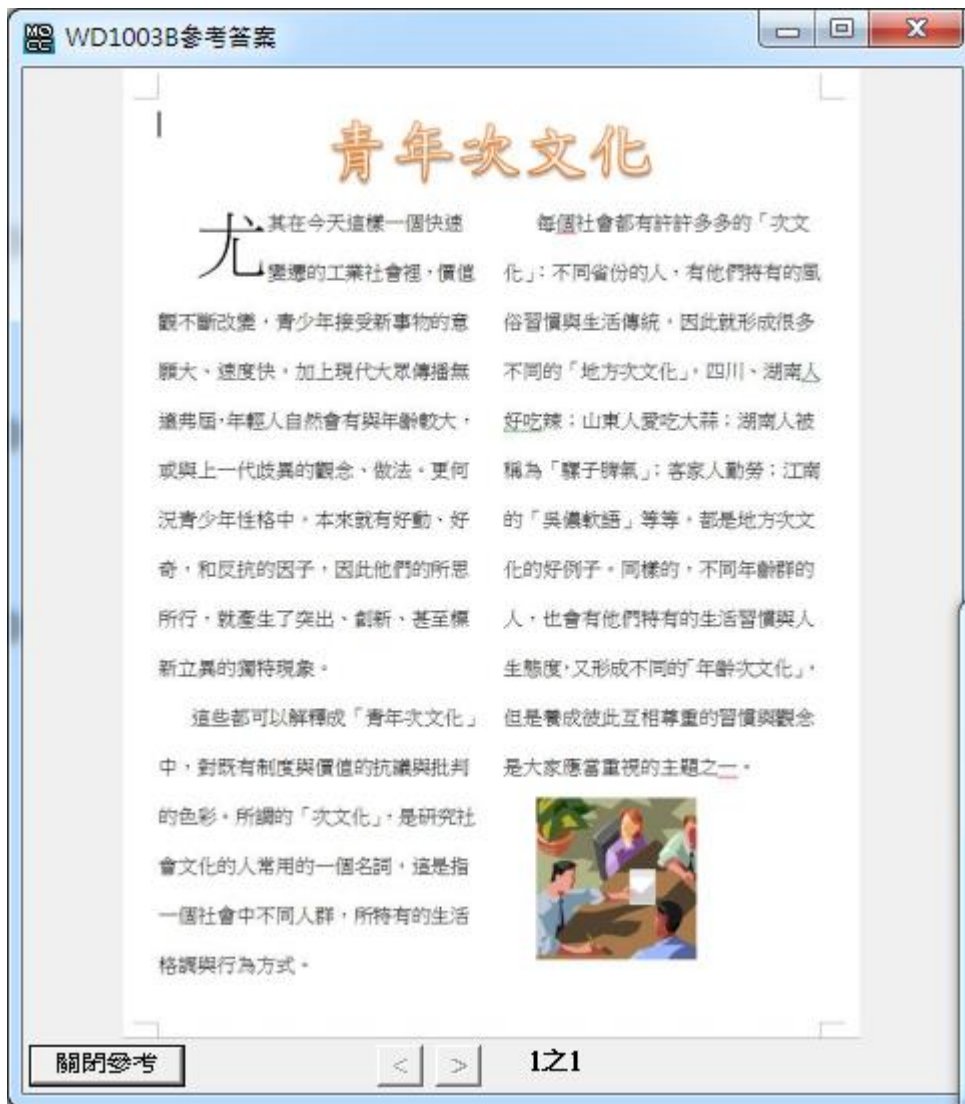 MOCC WD1003B參考答案
青年次文化
尤其在今天這樣一個快速
變遷的工業社會裡，價值
觀不斷改變，青少年接受新事物的意
願大、速度快，加上現代大眾傳播無
遠弗屆，年輕人自然會有與年齡較大，
或與上一代歧異的觀念、做法。更何
況青少年性格中，本來就有好動、好
奇，和反抗的因子，因此他們的所思
所行，就產生了突出、創新、甚至標
新立異的獨特現象。
這些都可以解釋成「青年次文化」
中，對既有制度與價值的抗議與批判
的色彩。所謂的「次文化」，是研究社
會文化的人常用的一個名詞，這是指
一個社會中不同人群，所特有的生活
格調與行為方式。
每個社會都有許許多多的「次文
化」：不同省份的人，有他們特有的風
俗習慣與生活傳統，因此就形成很多
不同的「地方次文化」，四川、湖南人
好吃辣；山東人愛吃大蒜；湖南人被
稱為「騾子脾氣」；客家人勤勞；江南
的「吳儂軟語」等等，都是地方次文
化的好例子。同樣的，不同年齡群的
人，也會有他們特有的生活習慣與人
生態度，又形成不同的「年齡次文化」，
但是養成彼此互相尊重的習慣與觀念
是大家應當重視的主題之一。
關閉參考
< >
1之1